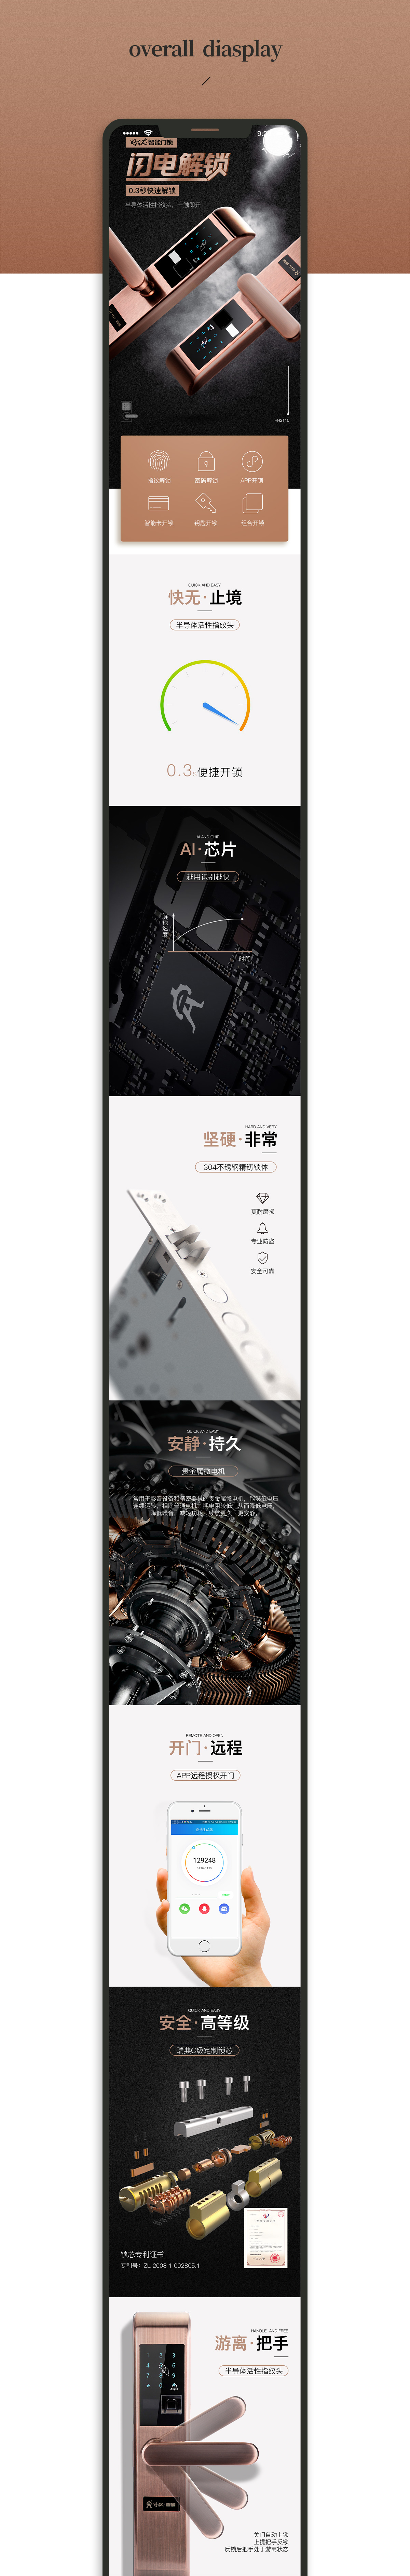 overall diasplay
智能门锁
闪电解锁
0.3秒快速解锁
半导体活性指纹头，一触即开
HH2115
指纹解锁
密码解锁
APP开锁
智能卡开锁
钥匙开锁
组合开锁
QUICK AND EASY
快无·止境
半导体活性指纹头
0.3s便捷开锁
AI AND CHIP
AI·芯片
越用识别越快
解锁速度
时间
HARD AND VERY
坚硬·非常
304不锈钢精铸锁体
更耐磨损
专业防盗
安全可靠
QUICK AND EASY
安静·持久
贵金属微电机
REMOTE AND OPEN
开门·远程
APP远程授权开门
129248
QUICK AND EASY
安全·高等级
瑞典C级定制锁芯
锁芯专利证书
专利号：ZL 2008 1 002805.1
HANDLE AND FREE
游离·把手
半导体活性指纹头
1 2 3
4 5 6
7 8 9
* 0
关门自动上锁
上提把手反锁
反锁后把手处于游离状态